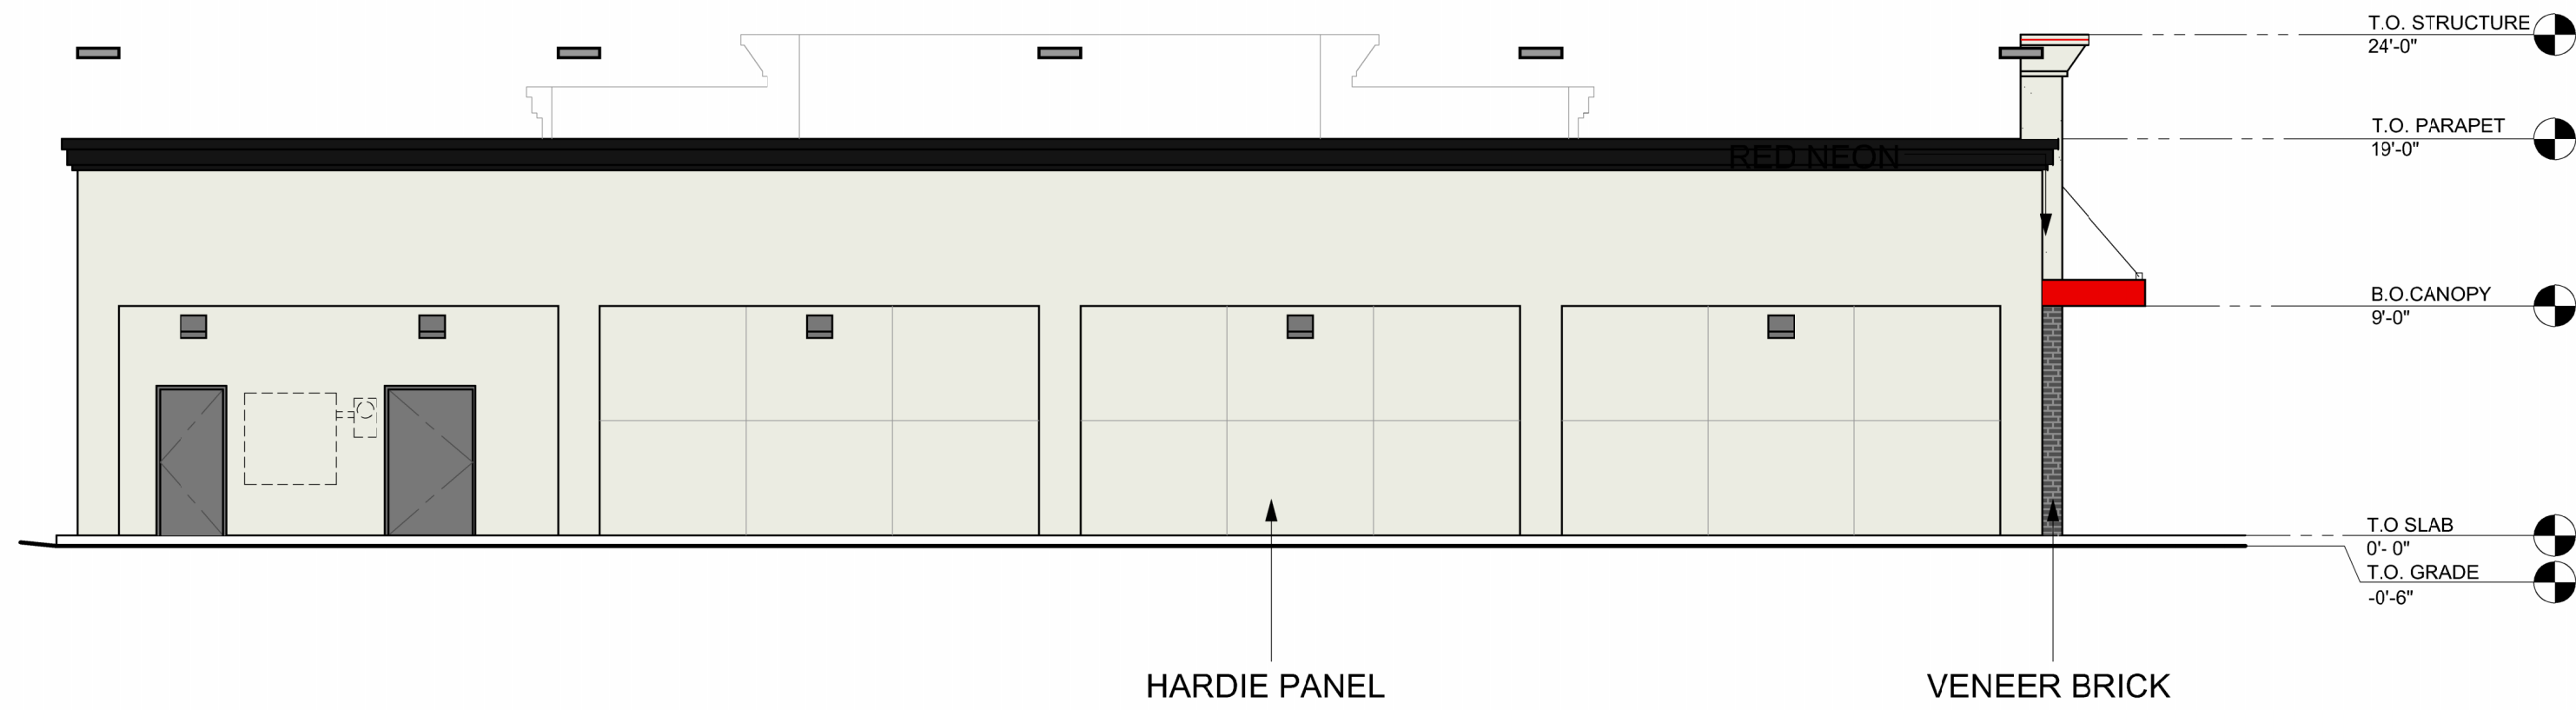 T.O. STRUCTURE
24'-0"
T.O. PARAPET
19'-0"
RED NEON
B.O.CANOPY
9'-0"
T.O SLAB
0'- 0"
T.O. GRADE
-0'-6"
HARDIE PANEL
VENEER BRICK